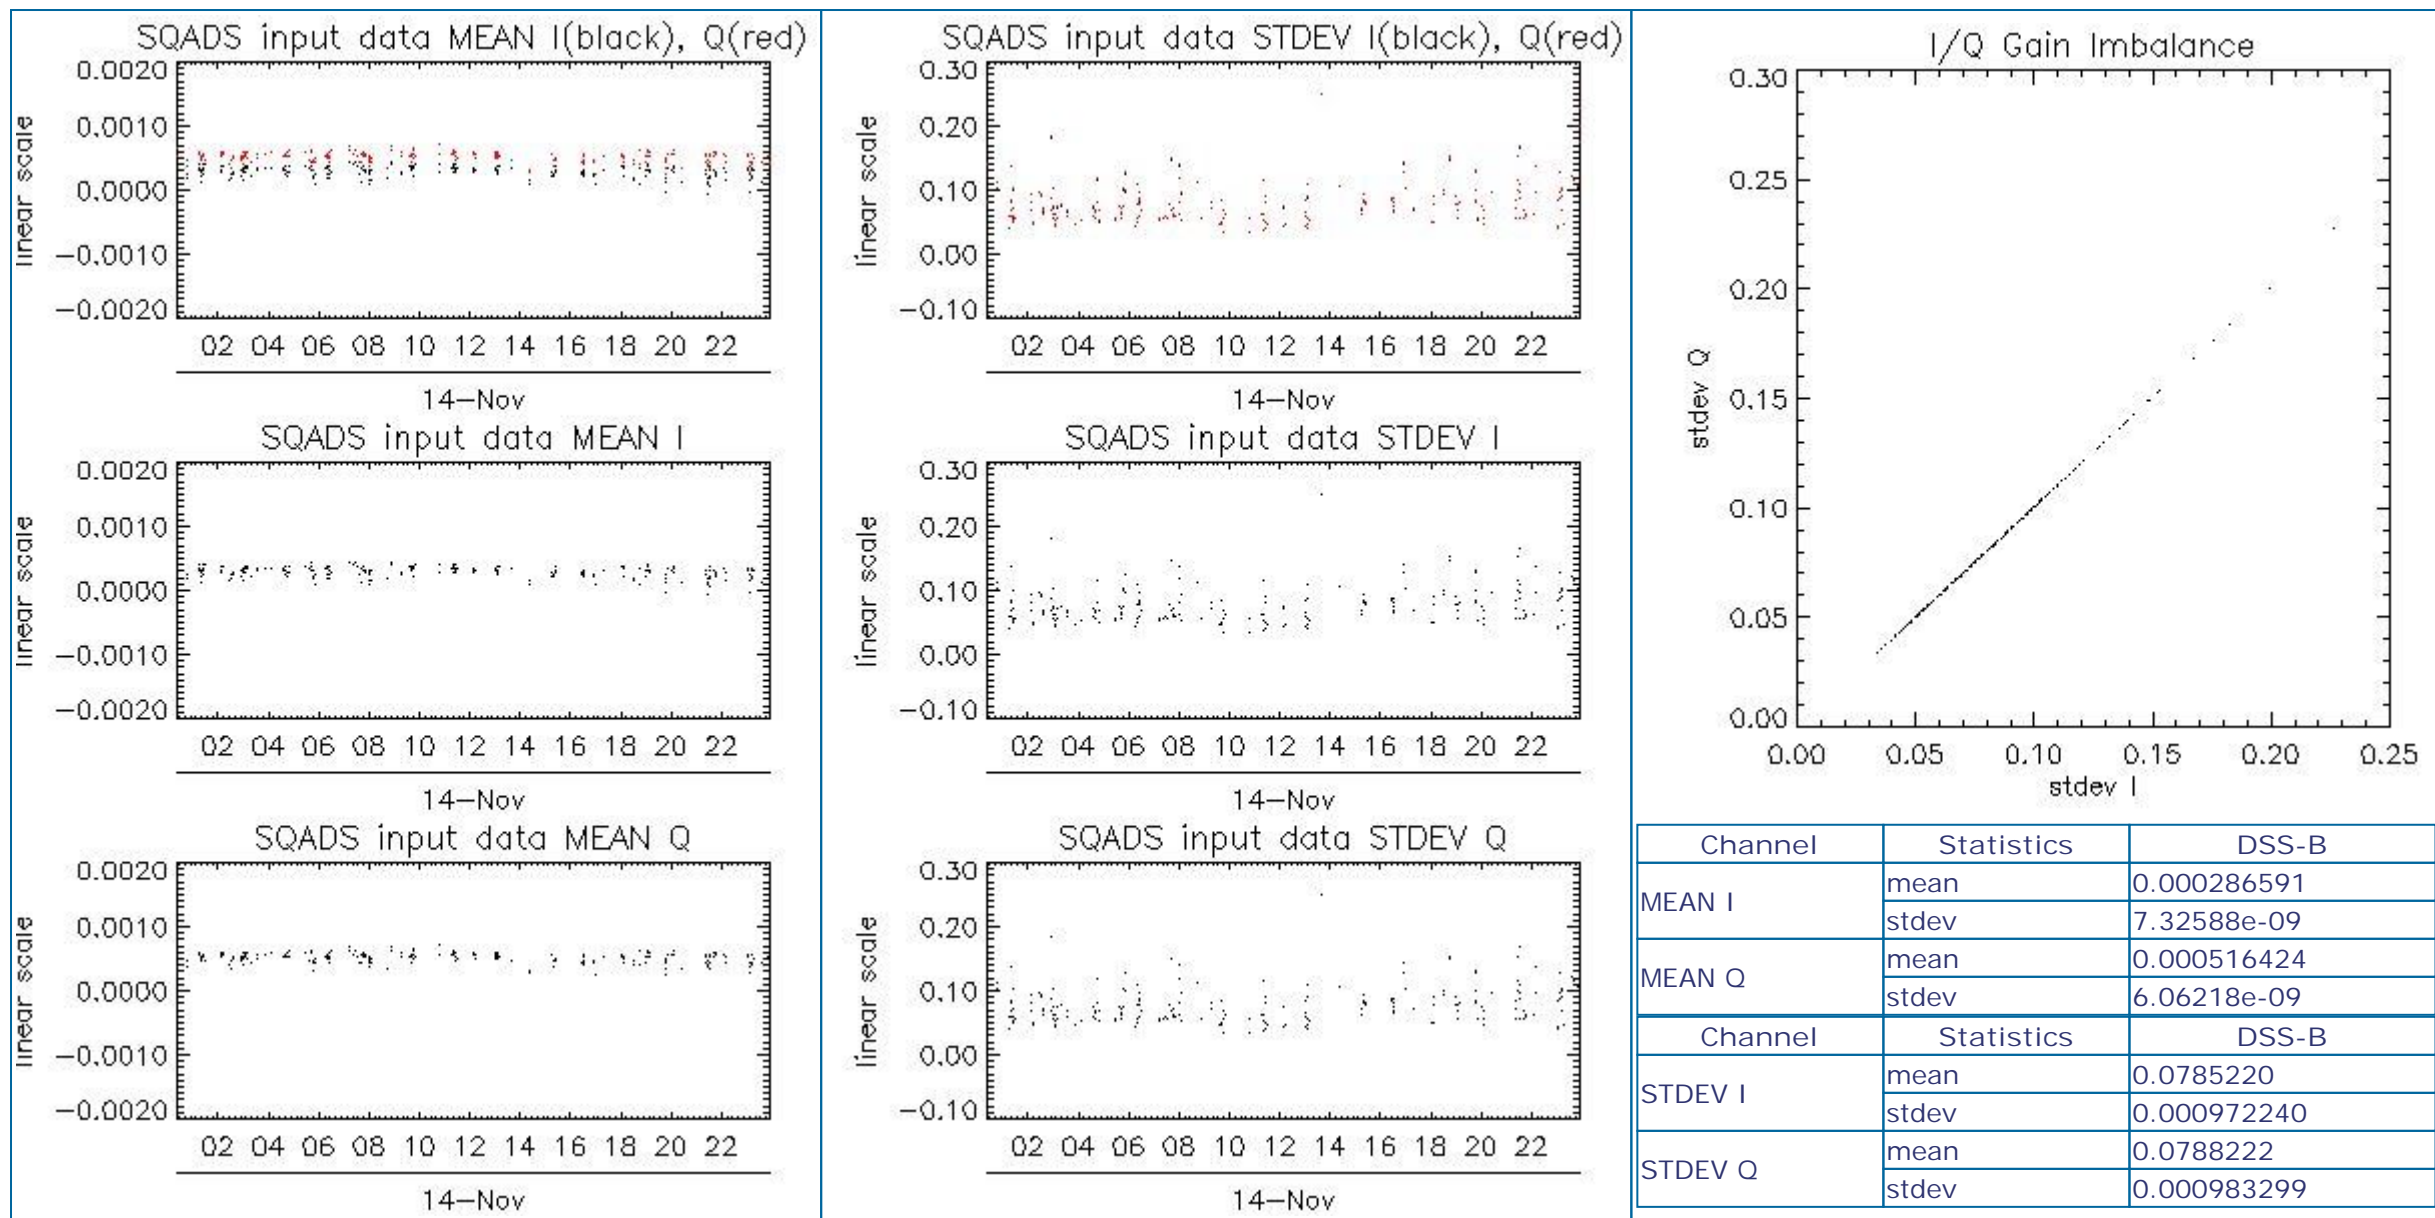 SQADS input data MEAN I(black), Q(red)
0.0020
0.0010
0.0000
−0.0010
−0.0020
linear scale
02 04 06 08 10 12 14 16 18 20 22
14−Nov
SQADS input data MEAN I
0.0020
0.0010
0.0000
−0.0010
−0.0020
linear scale
02 04 06 08 10 12 14 16 18 20 22
14−Nov
SQADS input data MEAN Q
0.0020
0.0010
0.0000
−0.0010
−0.0020
linear scale
02 04 06 08 10 12 14 16 18 20 22
14−Nov
SQADS input data STDEV I(black), Q(red)
0.30
0.20
0.10
0.00
−0.10
linear scale
02 04 06 08 10 12 14 16 18 20 22
14−Nov
SQADS input data STDEV I
0.30
0.20
0.10
0.00
−0.10
linear scale
02 04 06 08 10 12 14 16 18 20 22
14−Nov
SQADS input data STDEV Q
0.30
0.20
0.10
0.00
−0.10
linear scale
02 04 06 08 10 12 14 16 18 20 22
14−Nov
I/Q Gain Imbalance
0.30
0.25
0.20
0.15
0.10
0.05
0.00
stdev Q
0.00 0.05 0.10 0.15 0.20 0.25
stdev I
Channel Statistics DSS-B
MEAN I mean 0.000286591
stdev 7.32588e-09
MEAN Q mean 0.000516424
stdev 6.06218e-09
Channel Statistics DSS-B
STDEV I mean 0.0785220
stdev 0.000972240
STDEV Q mean 0.0788222
stdev 0.000983299